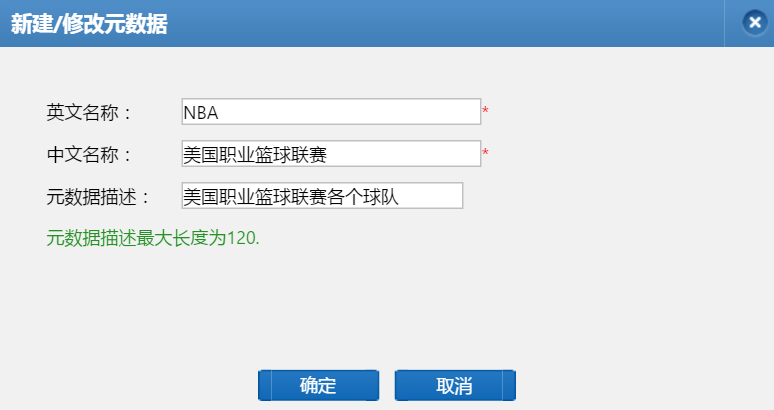 新建/修改元数据
英文名称： NBA *
中文名称： 美国职业篮球联赛 *
元数据描述： 美国职业篮球联赛各个球队
元数据描述最大长度为120.
确定 取消